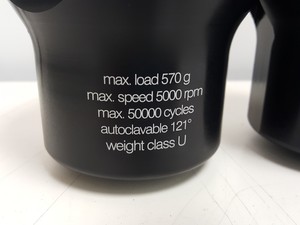 max. load 570 g
max. speed 5000 rpm
max. 50000 cycles
autoclavable 121°
weight class U